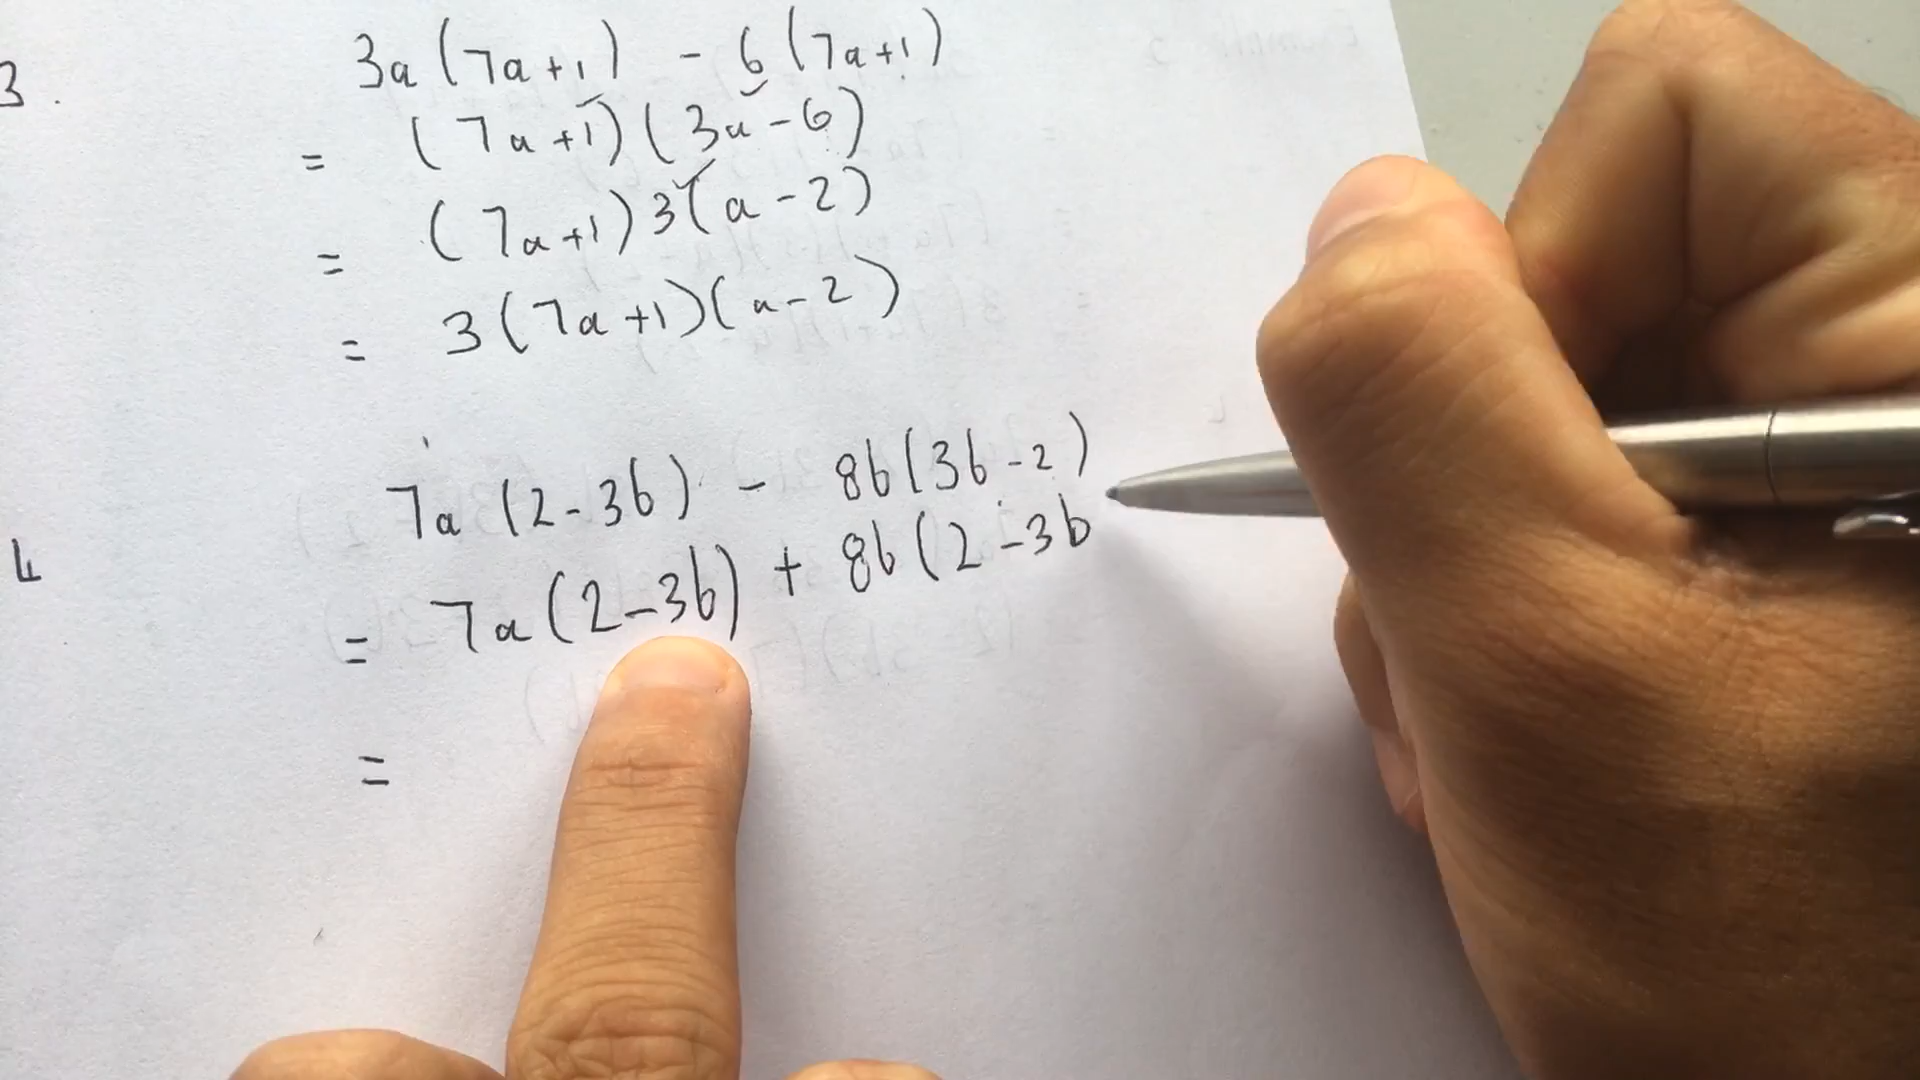 3. 3a(7a+1) - 6(7a+1)
= (7a+1)(3a-6)
= (7a+1)3(a-2)
= 3(7a+1)(a-2)
4 7a(2-3b) - 8b(3b-2)
= 7a(2-3b) + 8b(2-3b
=